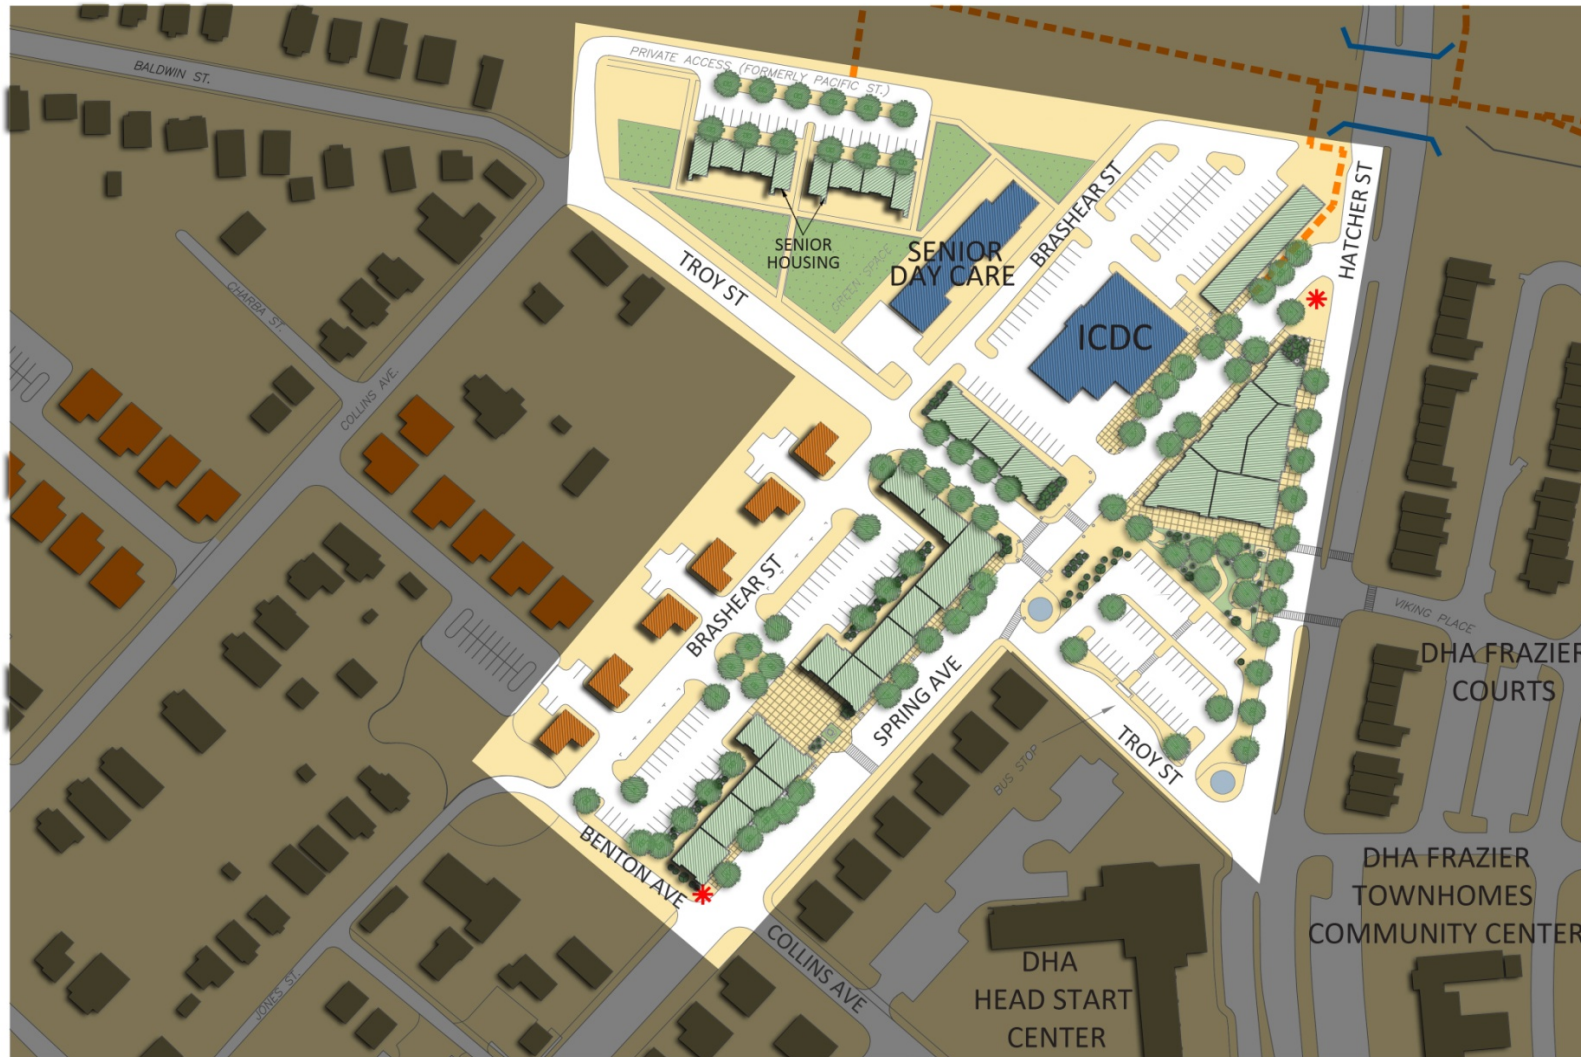 PRIVATE ACCESS (FORMERLY PACIFIC ST.)
BALDWIN ST.
SENIOR
HOUSING
GREEN SPACE
SENIOR
DAY CARE
BRASHEAR ST
HATCHER ST
TROY ST
CHARBA ST.
ICDC
COLLINS AVE.
BRASHEAR ST
VIKING PLACE
DHA FRAZIER
COURTS
SPRING AVE
TROY ST
BUS STOP
BENTON AVE
DHA FRAZIER
TOWNHOMES
COMMUNITY CENTER
COLLINS AVE
DHA
HEAD START
CENTER
JONES ST.